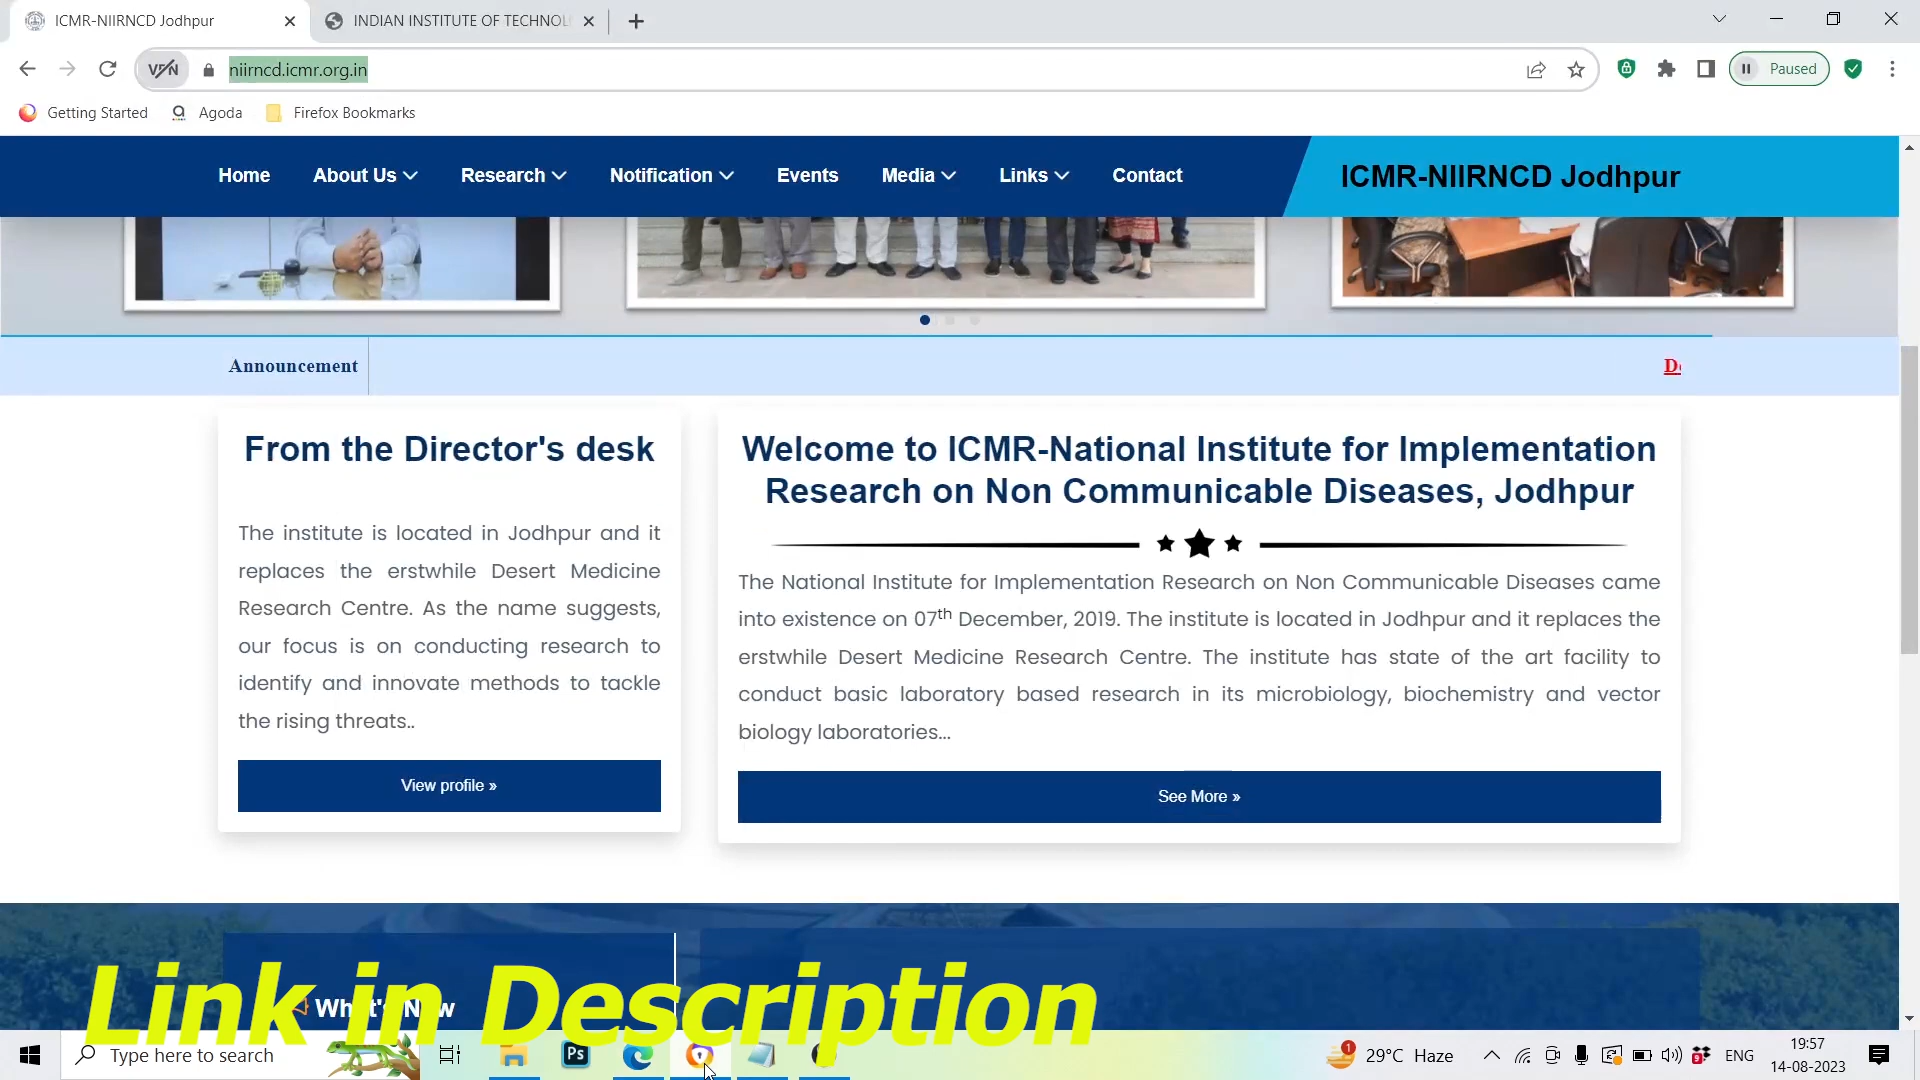 ICMR-NIIRNCD Jodhpur
INDIAN INSTITUTE OF TECHNOL
VPN
niirncd.icmr.org.in
Paused
Getting Started
Agoda
Firefox Bookmarks
Home
About Us
Research
Notification
Events
Media
Links
Contact
ICMR-NIIRNCD Jodhpur
Announcement
From the Director's desk
The institute is located in Jodhpur and it
replaces the erstwhile Desert Medicine
Research Centre. As the name suggests,
our focus is on conducting research to
identify and innovate methods to tackle
the rising threats..
View profile »
Welcome to ICMR-National Institute for Implementation
Research on Non Communicable Diseases, Jodhpur
The National Institute for Implementation Research on Non Communicable Diseases came
into existence on 07th December, 2019. The institute is located in Jodhpur and it replaces the
erstwhile Desert Medicine Research Centre. The institute has state of the art facility to
conduct basic laboratory based research in its microbiology, biochemistry and vector
biology laboratories...
See More »
What's New
Link in Description
Type here to search
Ps
1
29°C Haze
9
ENG
19:57
14-08-2023